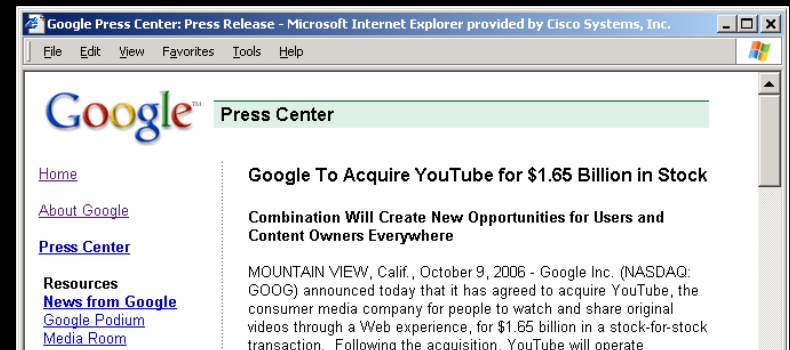 Google Press Center: Press Release - Microsoft Internet Explorer provided by Cisco Systems, Inc.
File Edit View Favorites Tools Help
Google™ Press Center
Home
About Google
Press Center
Resources
News from Google
Google Podium
Media Room
Google To Acquire YouTube for $1.65 Billion in Stock
Combination Will Create New Opportunities for Users and
Content Owners Everywhere
MOUNTAIN VIEW, Calif., October 9, 2006 - Google Inc. (NASDAQ:
GOOG) announced today that it has agreed to acquire YouTube, the
consumer media company for people to watch and share original
videos through a Web experience, for $1.65 billion in a stock-for-stock
transaction. Following the acquisition, YouTube will operate